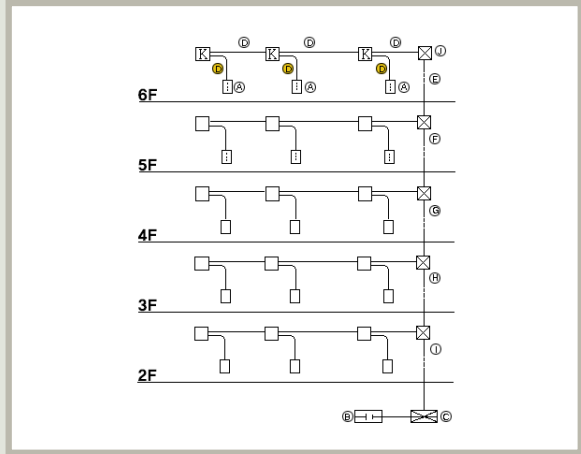 Ⓓ Ⓓ Ⓓ
K K K Ⓙ
Ⓓ Ⓓ Ⓓ Ⓔ
Ⓐ Ⓐ Ⓐ
6F
Ⓕ
5F
Ⓖ
4F
Ⓗ
3F
Ⓘ
2F
Ⓑ Ⓒ